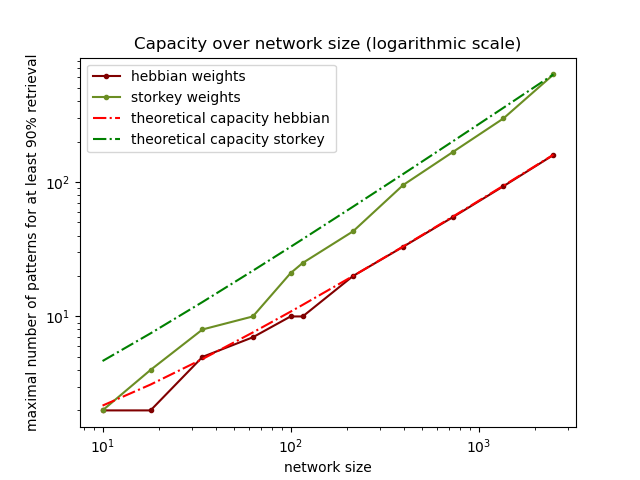 Capacity over network size (logarithmic scale)
maximal number of patterns for at least 90% retrieval
hebbian weights
storkey weights
theoretical capacity hebbian
theoretical capacity storkey
10²
10¹
10¹ 10² 10³
network size